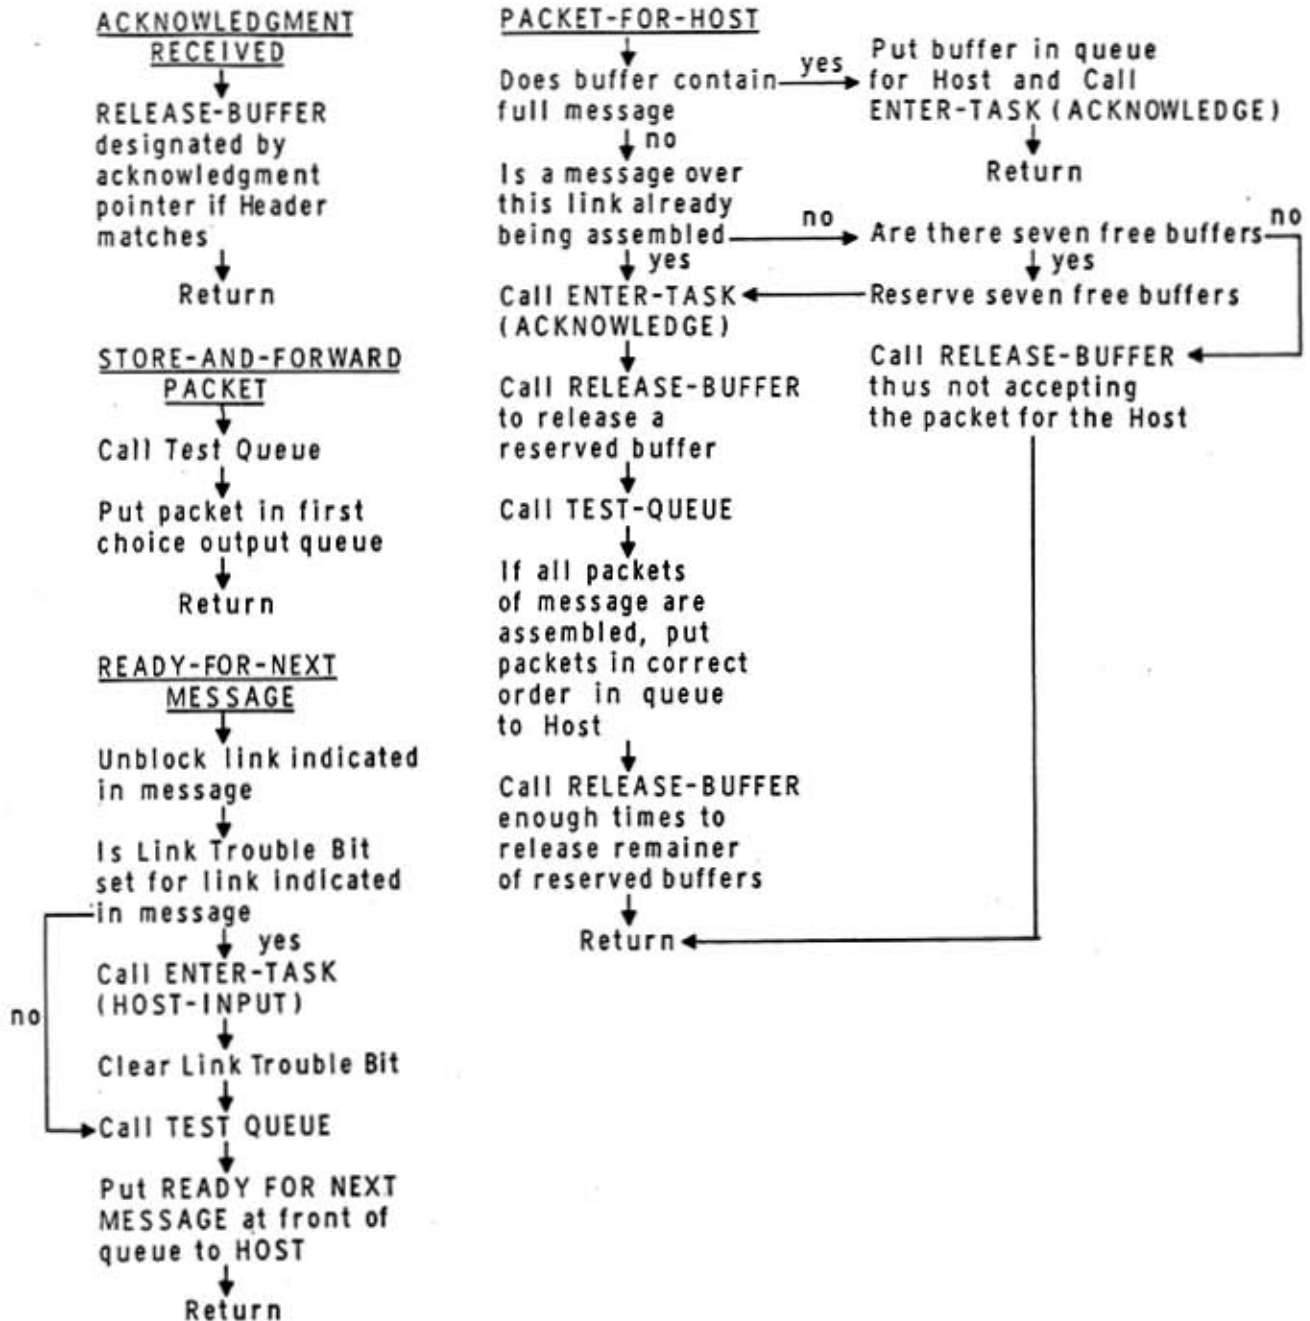 ACKNOWLEDGMENT
RECEIVED
RELEASE-BUFFER
designated by
acknowledgment
pointer if Header
matches
Return
STORE-AND-FORWARD
PACKET
Call Test Queue
Put packet in first
choice output queue
Return
READY-FOR-NEXT
MESSAGE
Unblock link indicated
in message
Is Link Trouble Bit
set for link indicated
in message
yes
no
Call ENTER-TASK
(HOST-INPUT)
Clear Link Trouble Bit
Call TEST QUEUE
Put READY FOR NEXT
MESSAGE at front of
queue to HOST
Return
PACKET-FOR-HOST
Does buffer contain
full message
yes
no
Is a message over
this link already
being assembled
no
yes
Call ENTER-TASK
(ACKNOWLEDGE)
Call RELEASE-BUFFER
to release a
reserved buffer
Call TEST-QUEUE
If all packets
of message are
assembled, put
packets in correct
order in queue
to Host
Call RELEASE-BUFFER
enough times to
release remainer
of reserved buffers
Return
Put buffer in queue
for Host and Call
ENTER-TASK (ACKNOWLEDGE)
Return
Are there seven free buffers
no
yes
Reserve seven free buffers
Call RELEASE-BUFFER
thus not accepting
the packet for the Host